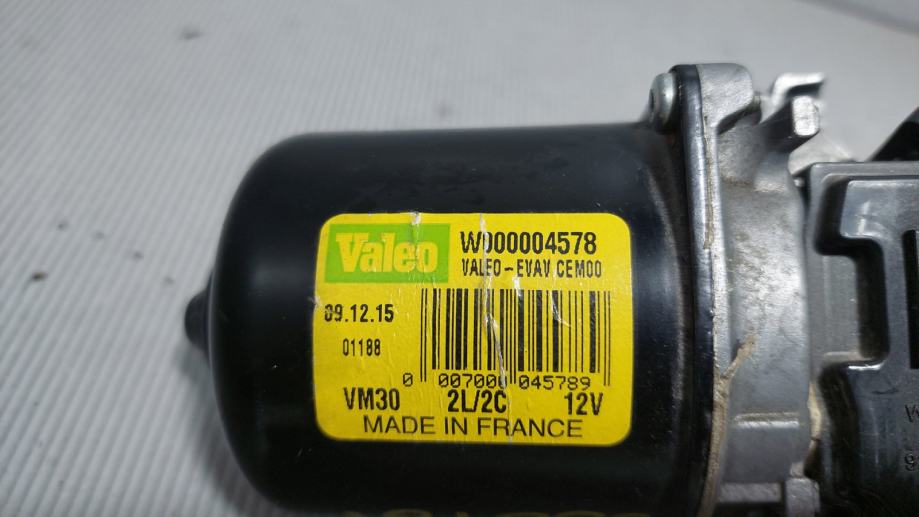 Valeo W000004578
VALEO-EVAV CEM00
09.12.15
01188
0 007000 045789
VM30 2L/2C 12V
MADE IN FRANCE